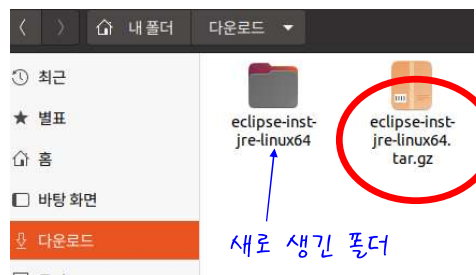 내 폴더 다운로드
최근
별표
홈
바탕 화면
다운로드
eclipse-inst-
jre-linux64
eclipse-inst-
jre-linux64.
tar.gz
새로 생긴 폴더